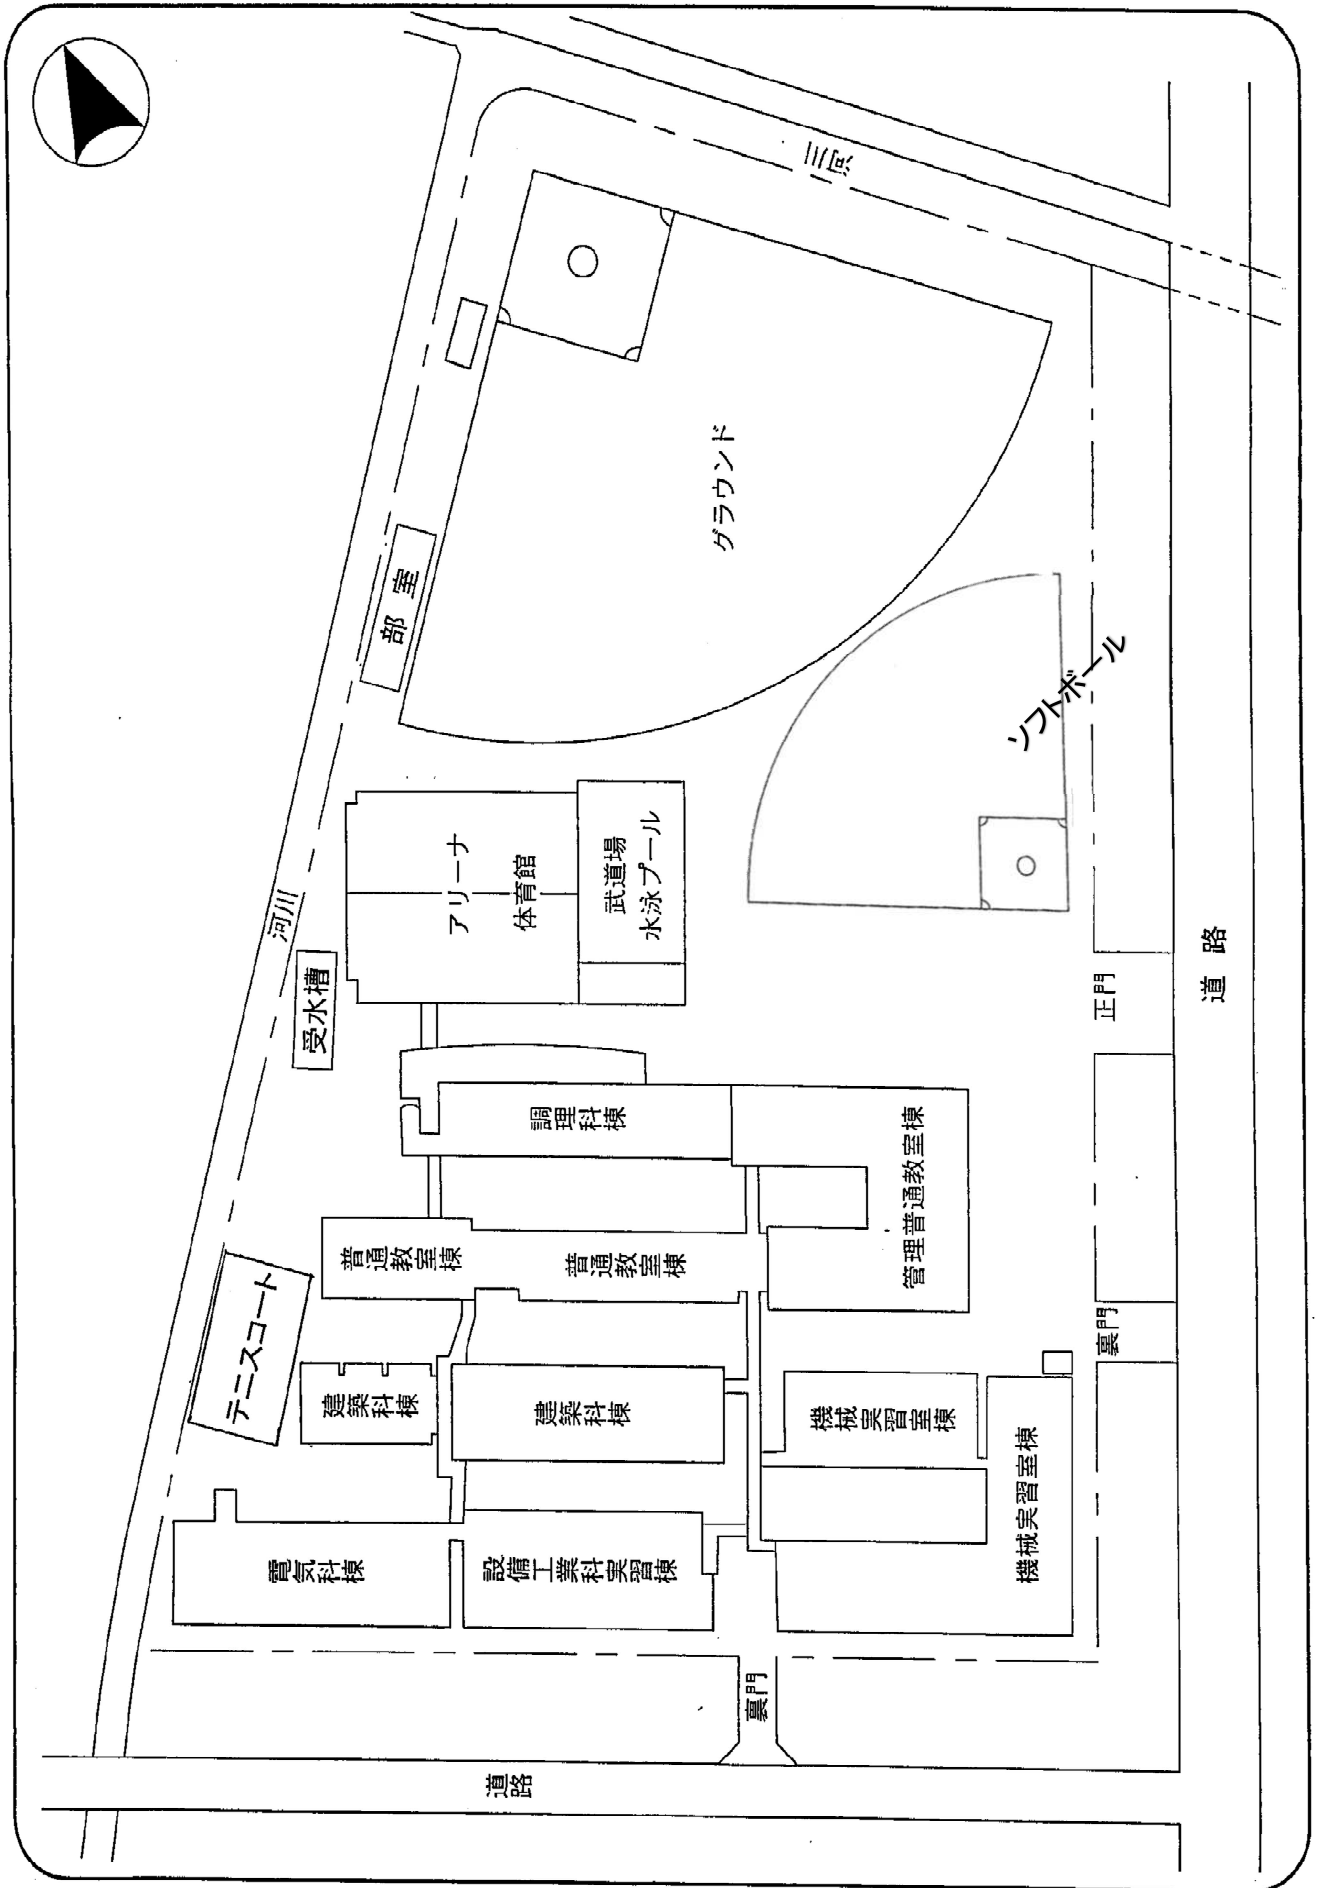 河川
グラウンド
部室
ソフトボール
アリーナ
体育館
武道場
水泳プール
河川
受水槽
正門
道路
調理科棟
管理普通教室棟
普通教室棟
普通教室棟
裏門
テニスコート
建築科棟
建築科棟
機械実習室棟
機械実習室棟
電気科棟
設備工業科実習棟
裏門
道路